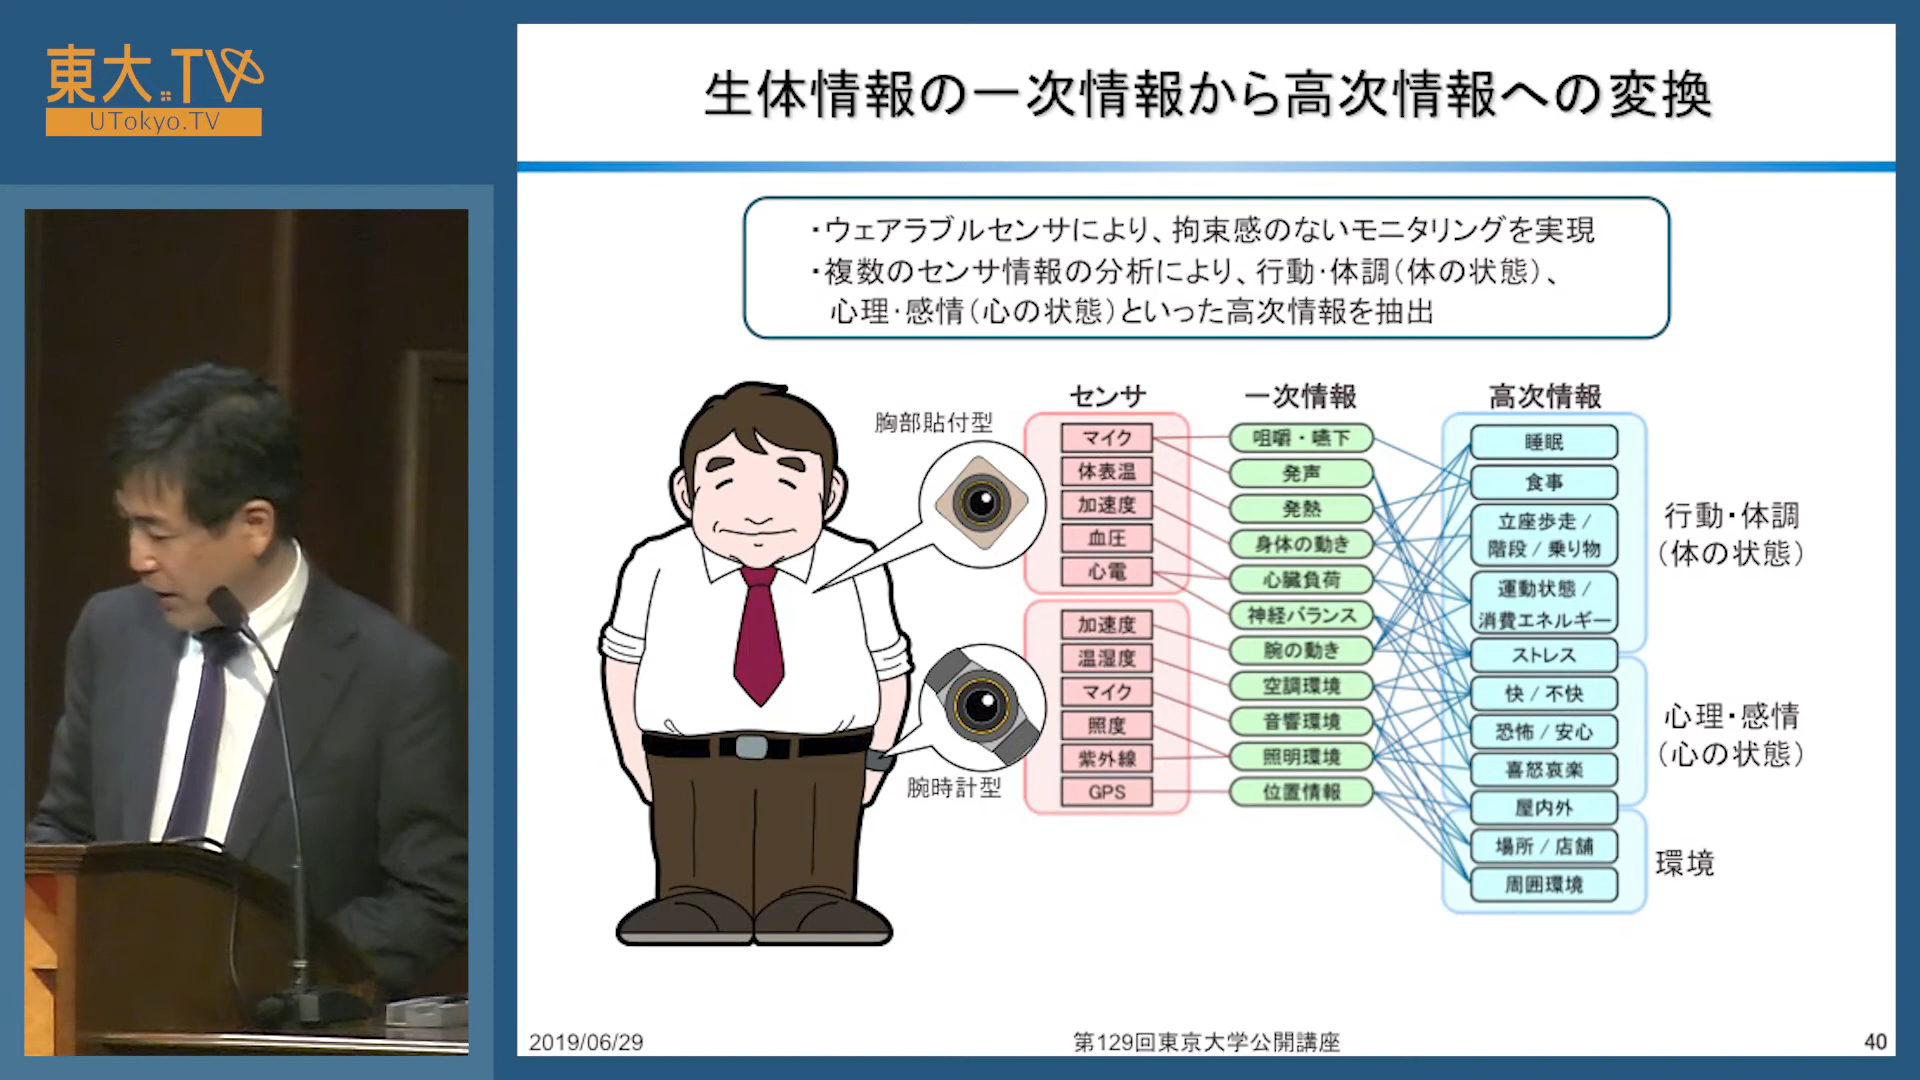 東大.TV
UTokyo.TV
生体情報の一次情報から高次情報への変換
・ウェアラブルセンサにより、拘束感のないモニタリングを実現
・複数のセンサ情報の分析により、行動・体調(体の状態)、
心理・感情(心の状態)といった高次情報を抽出
胸部貼付型
腕時計型
センサ
マイク
体表温
加速度
血圧
心電
加速度
温湿度
マイク
照度
紫外線
GPS
一次情報
咀嚼・嚥下
発声
発熱
身体の動き
心臓負荷
神経バランス
腕の動き
空調環境
音響環境
照明環境
位置情報
高次情報
睡眠
食事
立座歩走 /
階段 / 乗り物
運動状態 /
消費エネルギー
ストレス
快 / 不快
恐怖 / 安心
喜怒哀楽
屋内外
場所 / 店舗
周囲環境
行動・体調
(体の状態)
心理・感情
(心の状態)
環境
2019/06/29
第129回東京大学公開講座
40